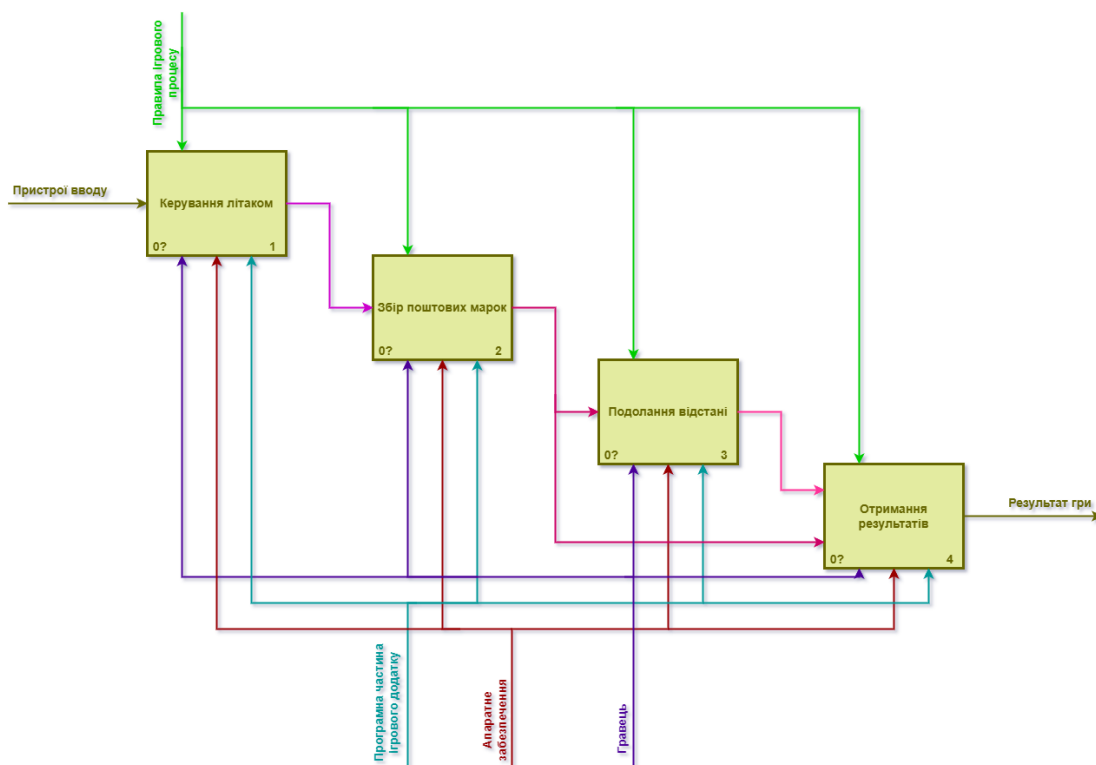 Правила Ігрового
процесу
Пристрої вводу
Керування літаком
0? 1
Збір поштових марок
0? 2
Подолання відстані
0? 3
Отримання
результатів
0? 4
Результат гри
Програмна частина
Ігрового додатку
Апаратне
забезпечення
Гравець